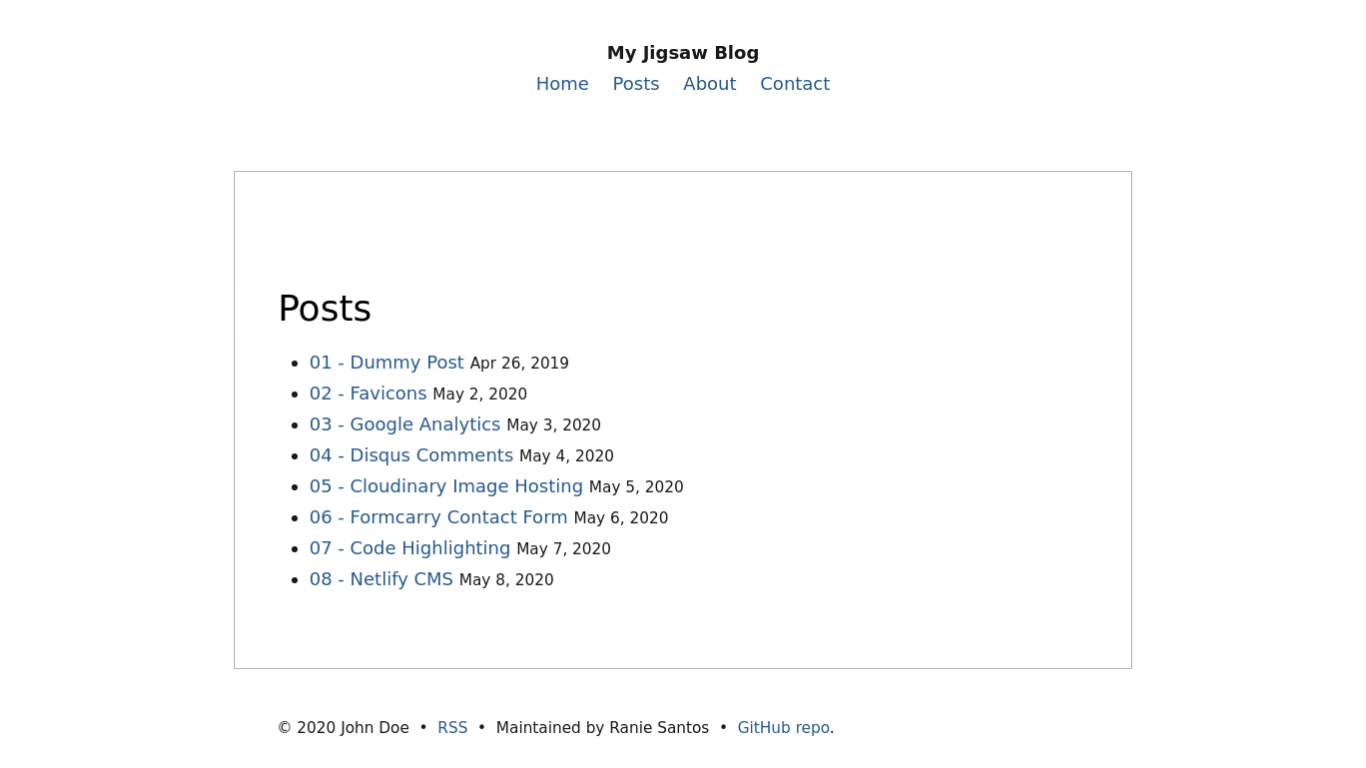 My Jigsaw Blog
Home Posts About Contact
Posts
• 01 - Dummy Post Apr 26, 2019
• 02 - Favicons May 2, 2020
• 03 - Google Analytics May 3, 2020
• 04 - Disqus Comments May 4, 2020
• 05 - Cloudinary Image Hosting May 5, 2020
• 06 - Formcarry Contact Form May 6, 2020
• 07 - Code Highlighting May 7, 2020
• 08 - Netlify CMS May 8, 2020
© 2020 John Doe • RSS • Maintained by Ranie Santos • GitHub repo.